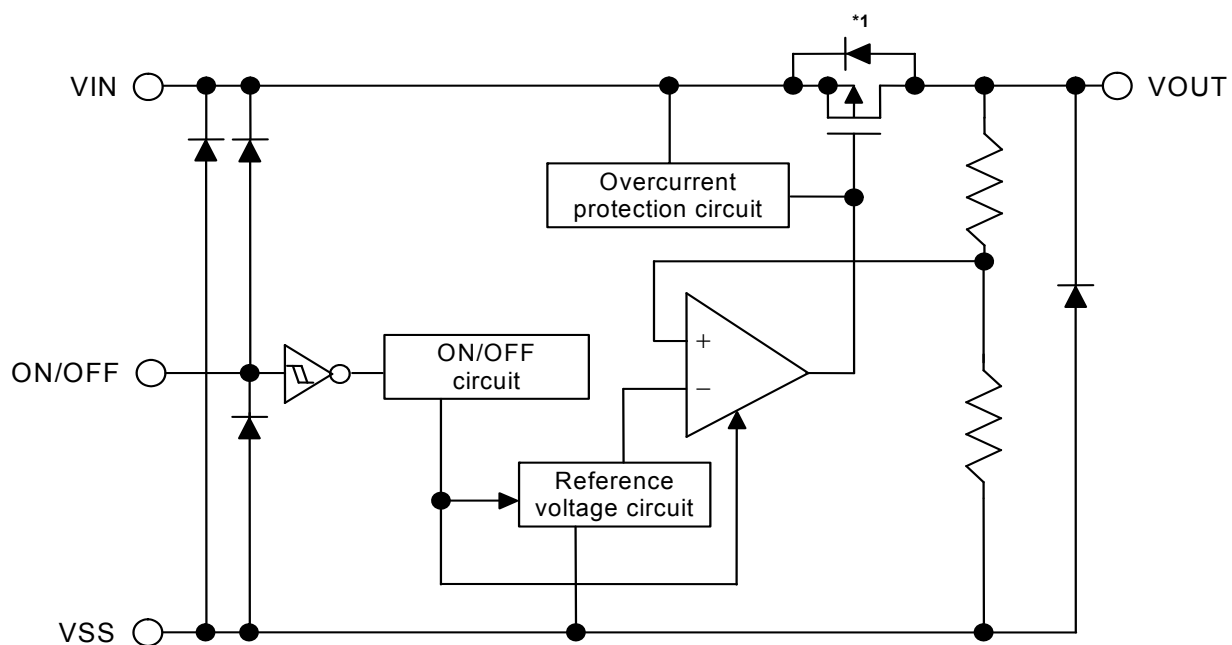 *1
VIN
VOUT
Overcurrent
protection circuit
ON/OFF
ON/OFF
circuit
+
−
Reference
voltage circuit
VSS